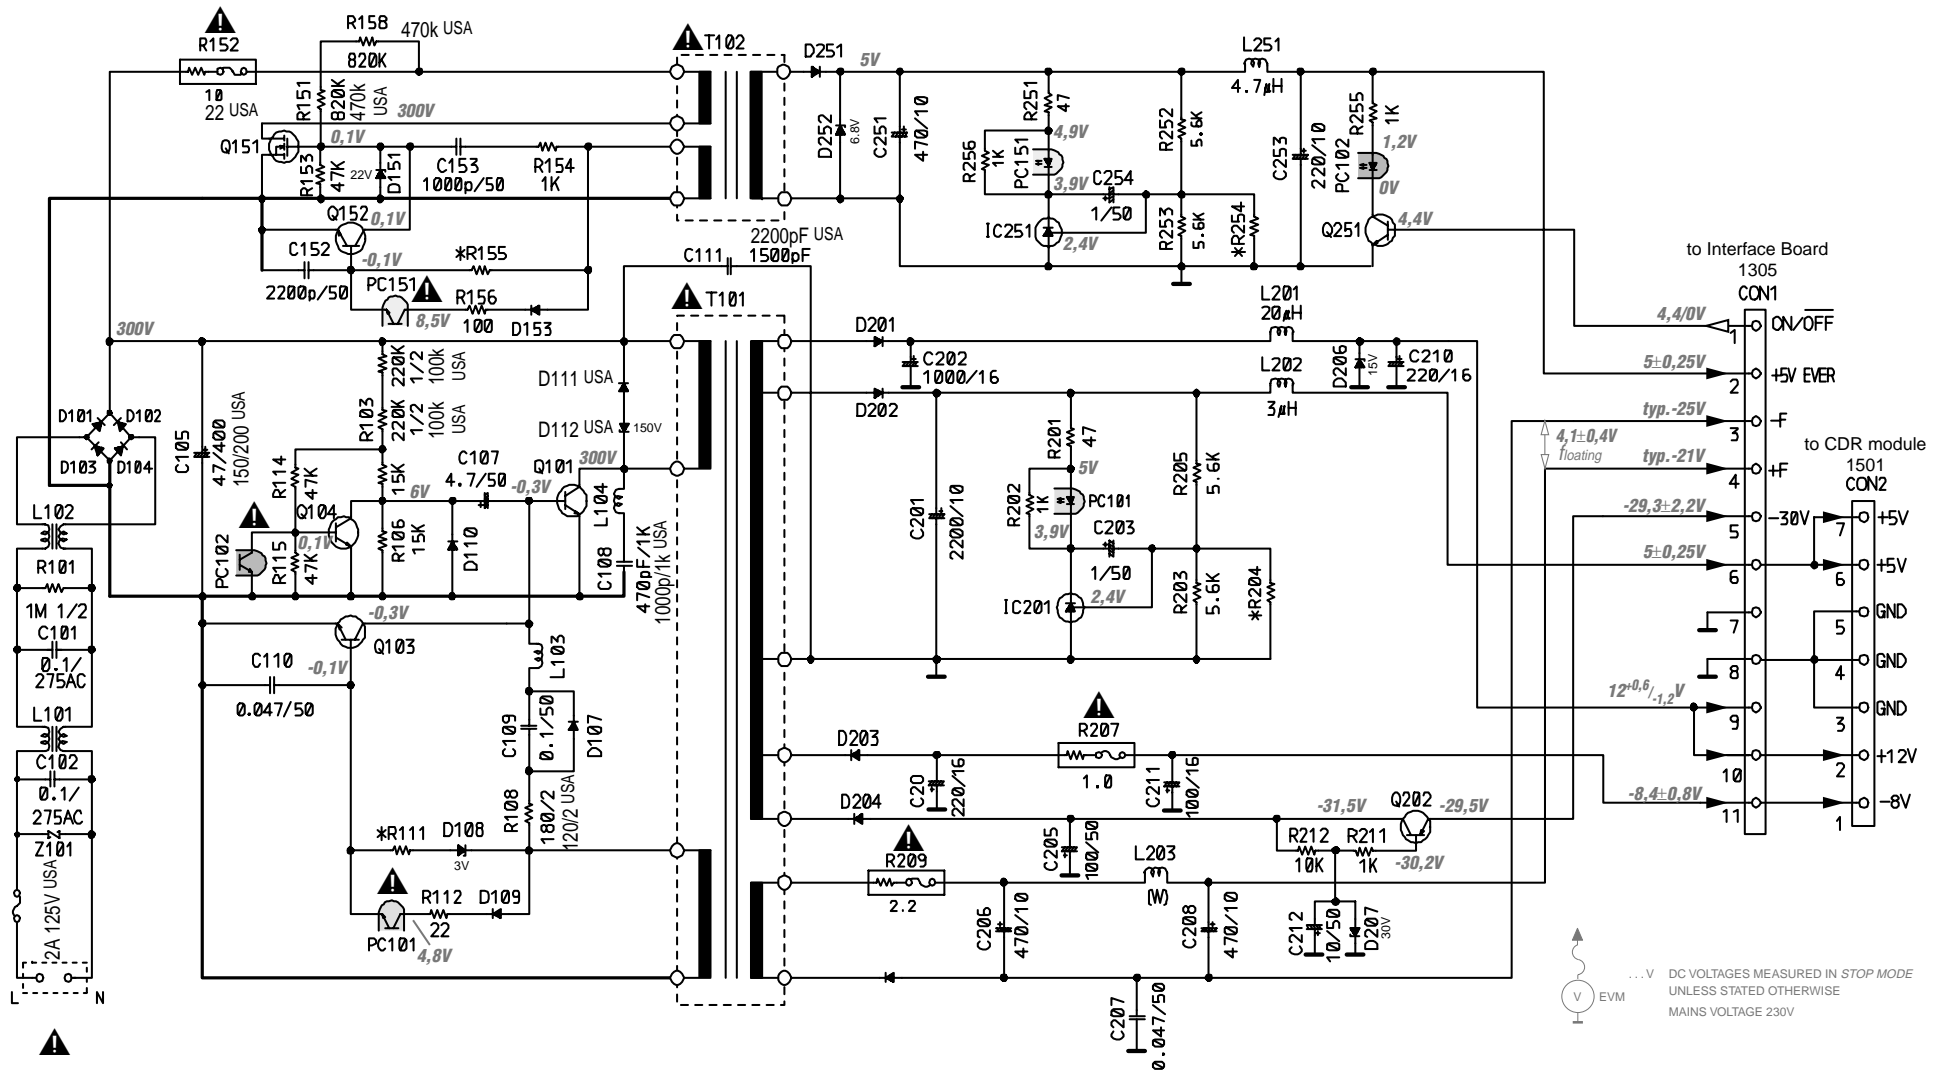 R158
470k USA
R152
820K
10
22 USA
R151
820K
470k
USA
300V
T102
D251
5V
L251
4.7µH
Q151
0,1V
R153
47K
22V
D151
C153
1000p/50
R154
1K
D252
6.8V
C251
470/10
R251
47
4,9V
R256
1K
PC151
3,9V
C254
1/50
R252
5.6K
C253
220/10
R255
1K
1,2V
PC102
0V
Q152
0,1V
C152
2200p/50
-0,1V
*R155
PC151
8,5V
R156
100
D153
2200pF USA
C111
1500pF
IC251
2,4V
R253
5.6K
*R254
Q251
4,4V
to Interface Board
1305
CON1
T101
300V
220K
1/2
100k
USA
R103
220K
1/2
100k
USA
D111 USA
D112 USA
150V
D201
C202
1000/16
D202
L201
20µH
L202
3µH
D206
15V
C210
220/16
4,4/0V
1
ON/OFF
5±0,25V
2
+5V EVER
typ.-25V
3
-F
4,1±0,4V
floating
typ.-21V
4
+F
-29,3±2,2V
5
-30V
5±0,25V
6
7
8
12+0,6/-1,2V
9
10
-8,4±0,8V
11
to CDR module
1501
CON2
7
+5V
6
+5V
5
GND
4
GND
3
GND
2
+12V
1
-8V
D101
D102
D103
D104
C105
47/400
150/200 USA
R114
47K
15K
C107
4.7/50
Q101
300V
-0,3V
L104
6V
Q104
0,1V
R106
15K
D110
PC102
R115
47K
C108
470pF/1K
1000p/1k USA
R201
47
5V
R202
1K
PC101
3,9V
C203
1/50
C201
2200/10
R205
5.6K
IC201
2,4V
R203
5.6K
*R204
L102
R101
1M 1/2
C101
0.1/
275AC
L101
C102
0.1/
275AC
Z101
2A 125V USA
L
N
-0,3V
Q103
-0,1V
C110
0.047/50
L103
C109
0.1/50
D107
R108
180/2
120/2 USA
*R111
D108
3V
R112
22
D109
PC101
4,8V
D203
C20
220/16
R207
1.0
C211
100/16
D204
C205
100/50
-31,5V
Q202
-29,5V
R212
10K
R211
1K
-30,2V
R209
2.2
C206
470/10
L203
(W)
C208
470/10
C212
10/50
D207
30V
C207
0.047/50
V
EVM
...V DC VOLTAGES MEASURED IN STOP MODE
UNLESS STATED OTHERWISE
MAINS VOLTAGE 230V